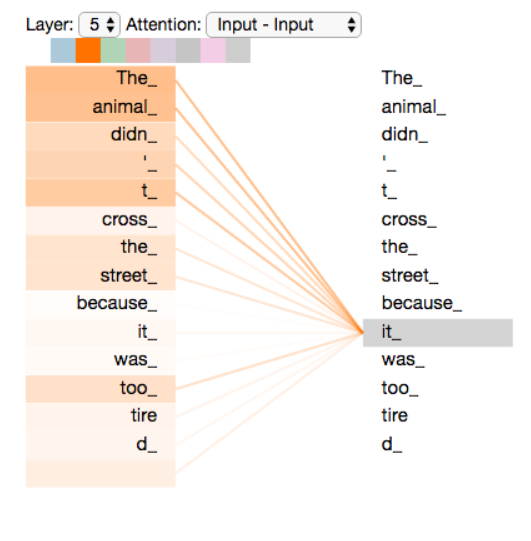 Layer: 5 Attention: Input - Input
The_ The_
animal_ animal_
didn_ didn_
'_ '_
t_ t_
cross_ cross_
the_ the_
street_ street_
because_ because_
it_ it_
was_ was_
too_ too_
tire tire
d_ d_